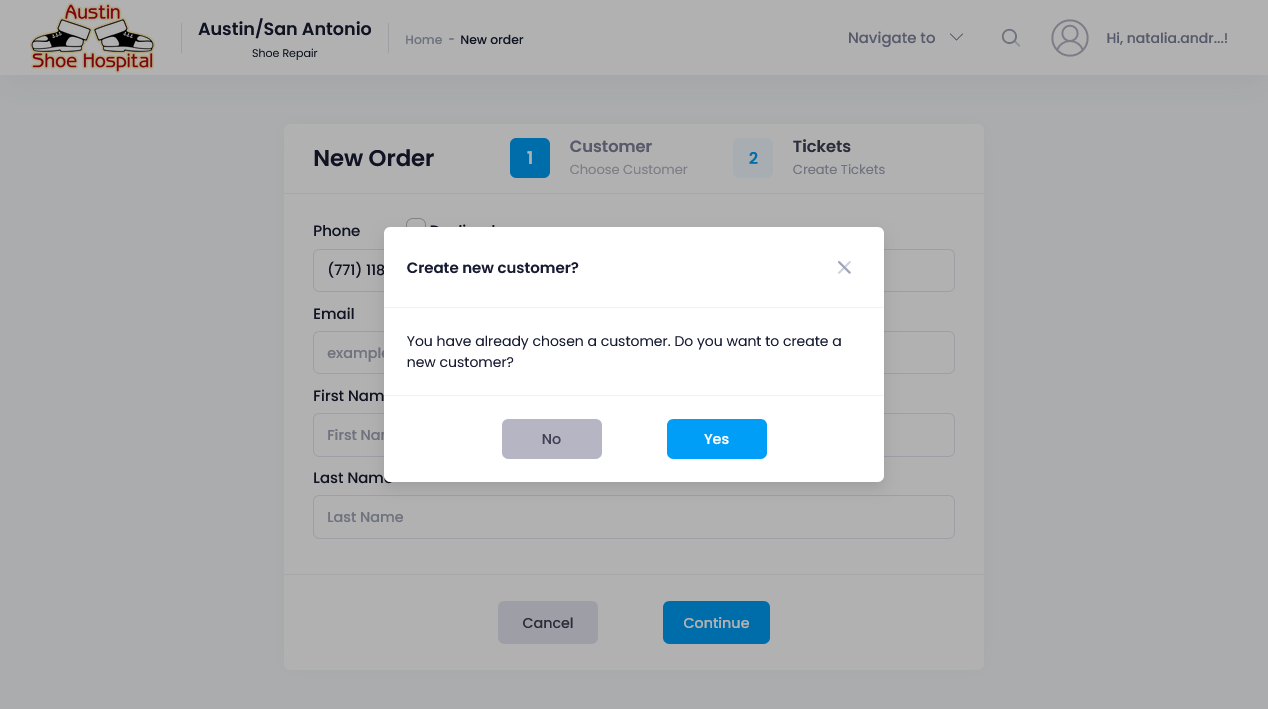 Austin
Shoe Hospital
Austin/San Antonio
Shoe Repair
Home - New order
Navigate to
Hi, natalia.andr...!
New Order
1
Customer
Choose Customer
2
Tickets
Create Tickets
Phone
(771) 118
Create new customer?
You have already chosen a customer. Do you want to create a
new customer?
No
Yes
Email
example
First Nam
First Nar
Last Name
Last Name
Cancel
Continue